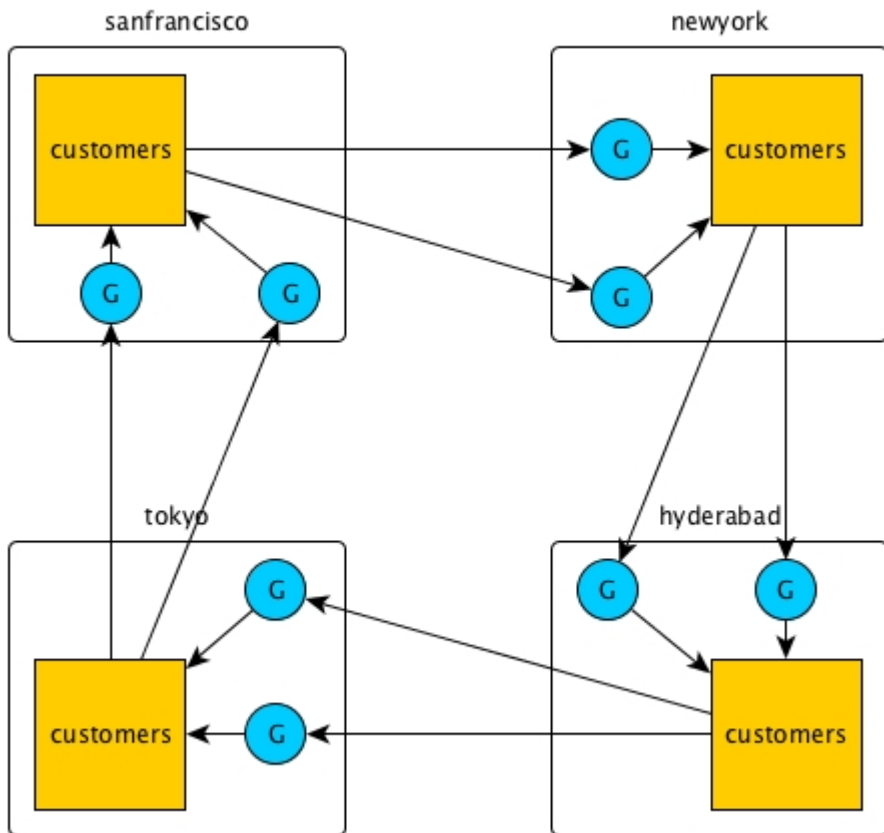 sanfrancisco
newyork
customers
G
customers
G
G
G
tokyo
hyderabad
G
G
G
customers
G
customers